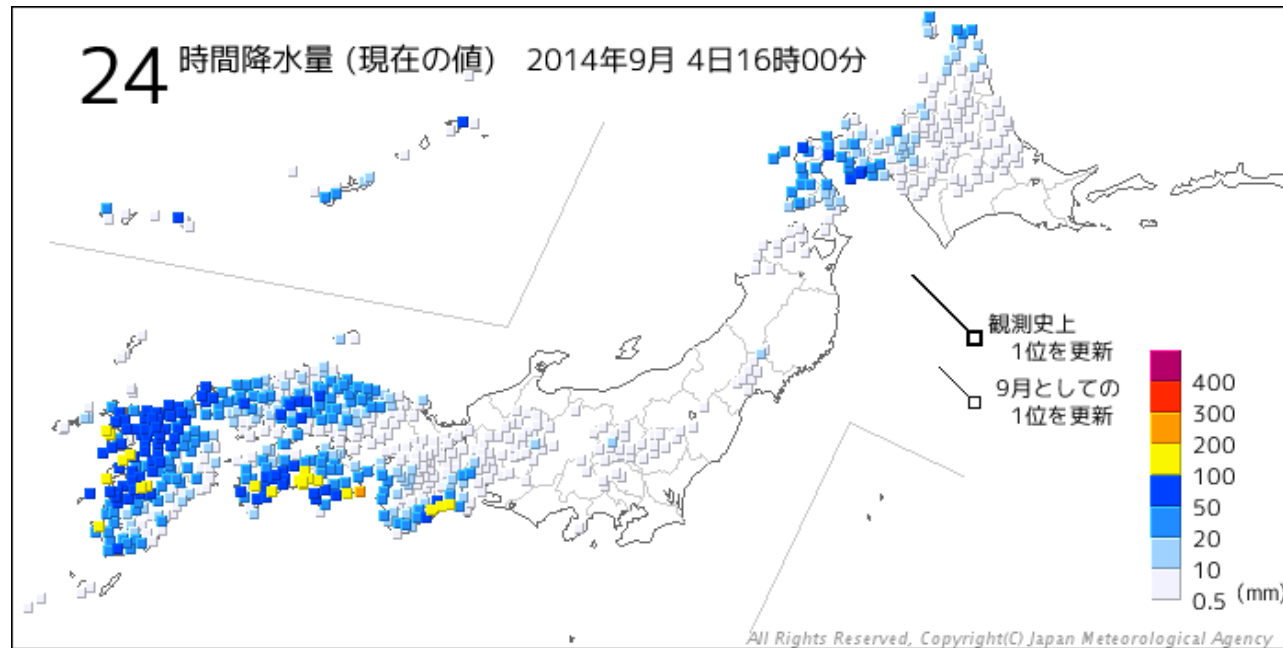 24時間降水量 (現在の値) 2014年9月 4日16時00分
観測史上
1位を更新
9月としての
1位を更新
400
300
200
100
50
20
10
0.5 (mm)
All Rights Reserved, Copyright(C) Japan Meteorological Agency